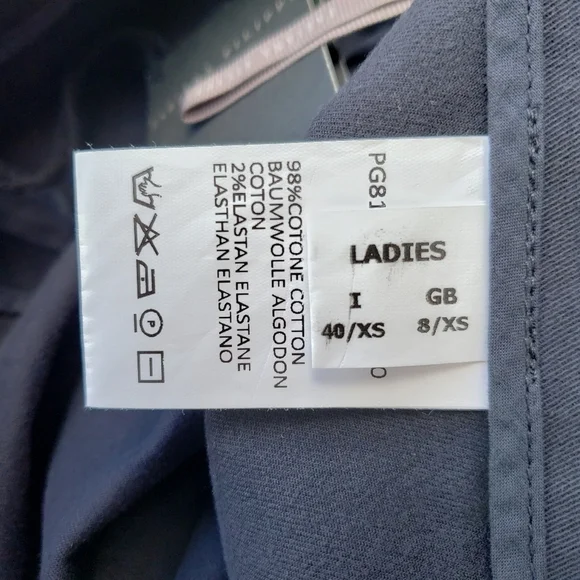 PG81
98%COTONE COTTON
BAUMWOLLE ALGODON
COTON
2%ELASTAN ELASTANE
ELASTHAN ELASTANO
LADIES
I GB
40/XS 8/XS